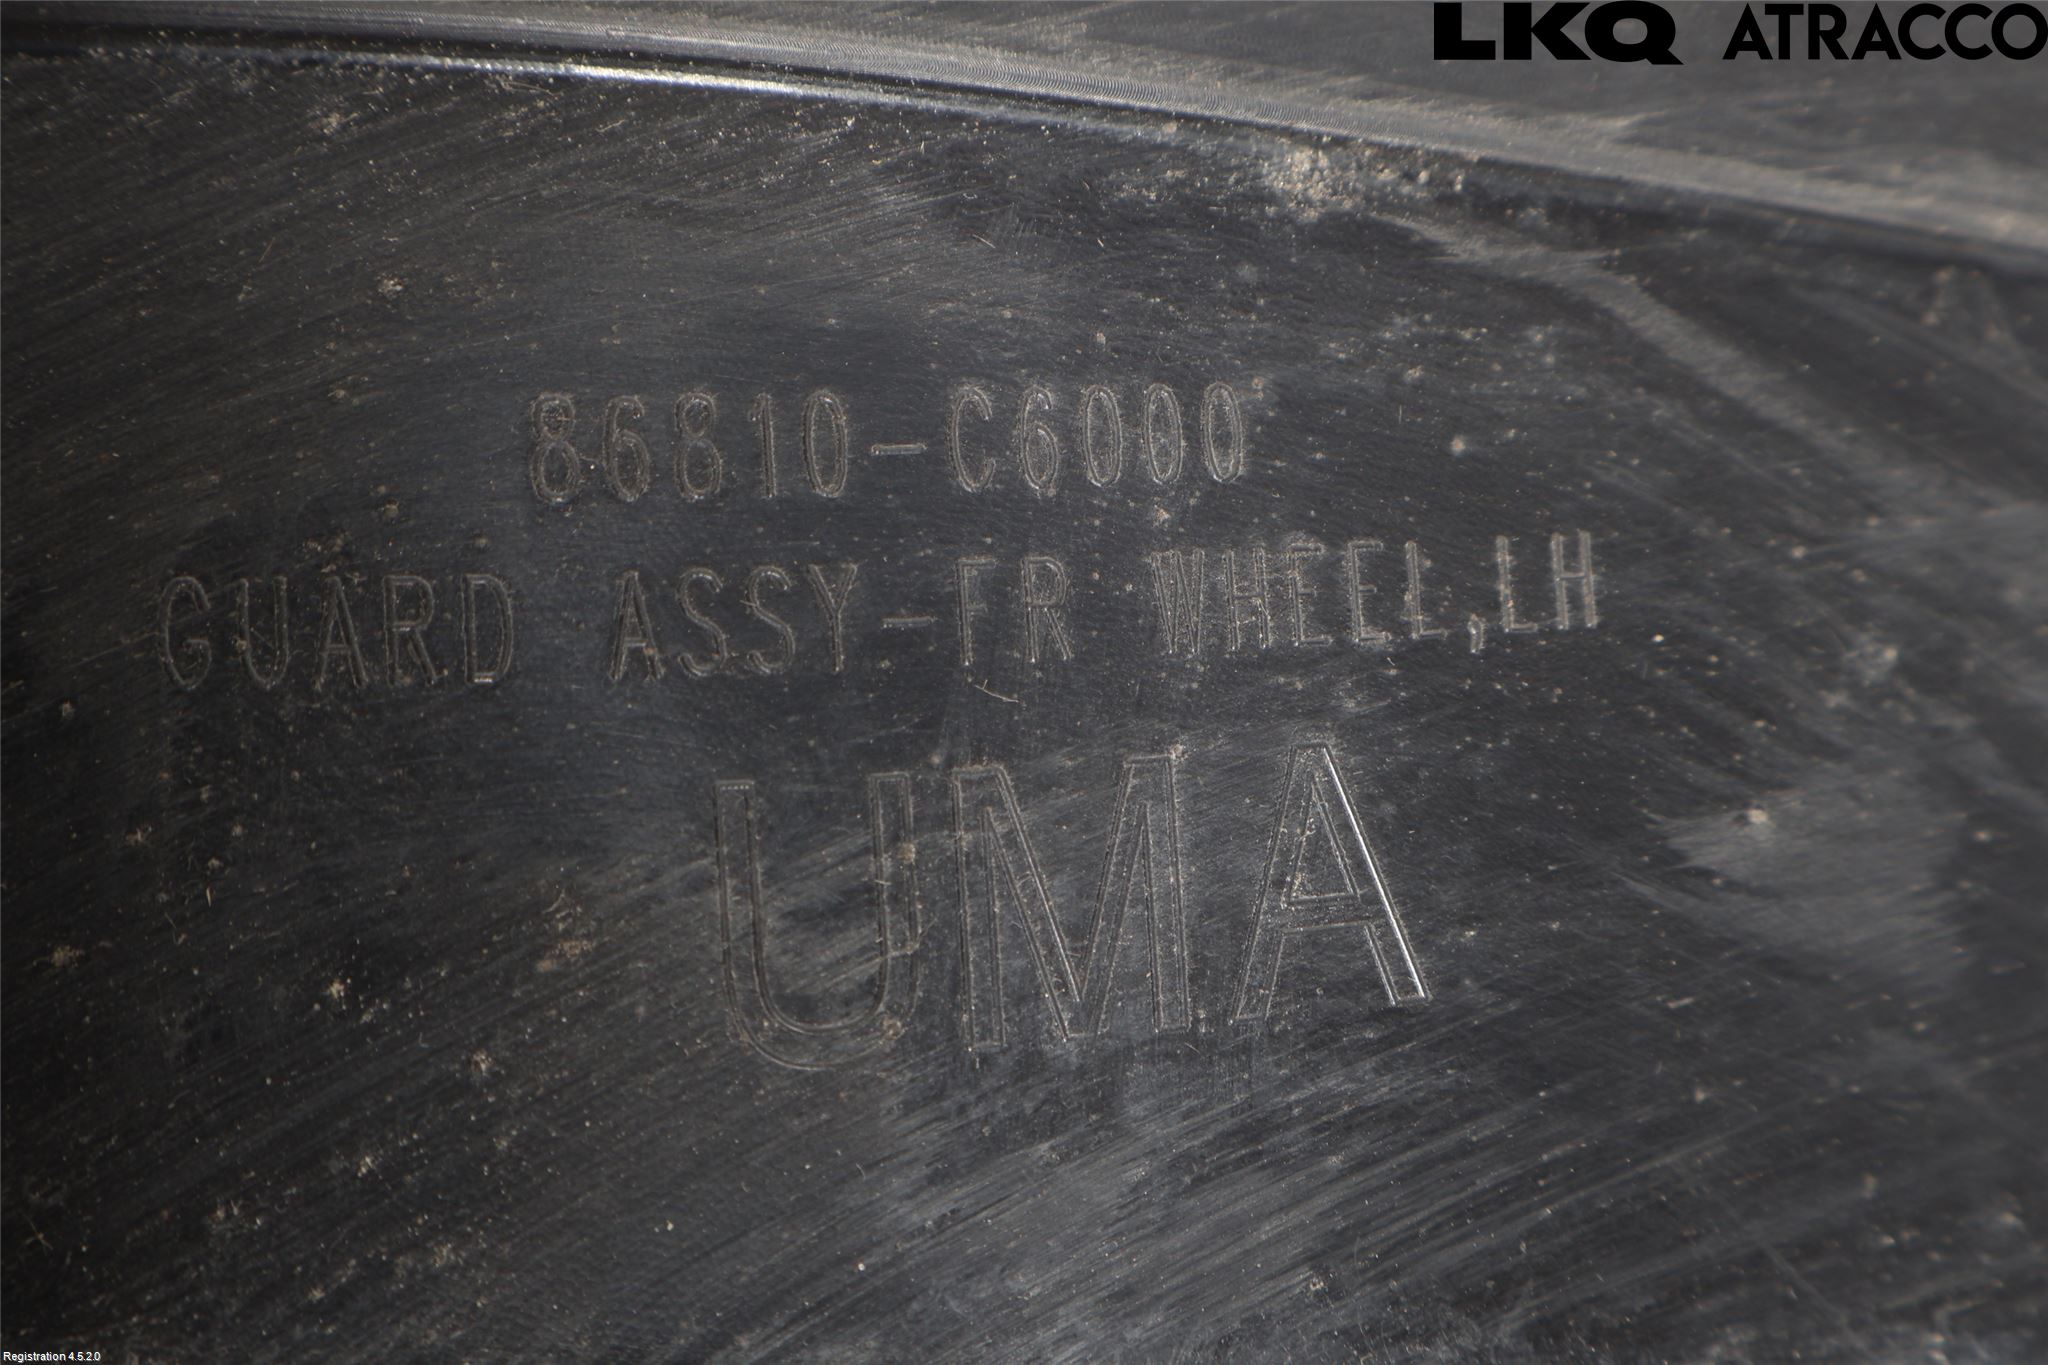 LKQ ATRACCO
86810-C6000
GUARD ASSY-FR WHEEL,LH
UMA
Registration 4.5.2.0